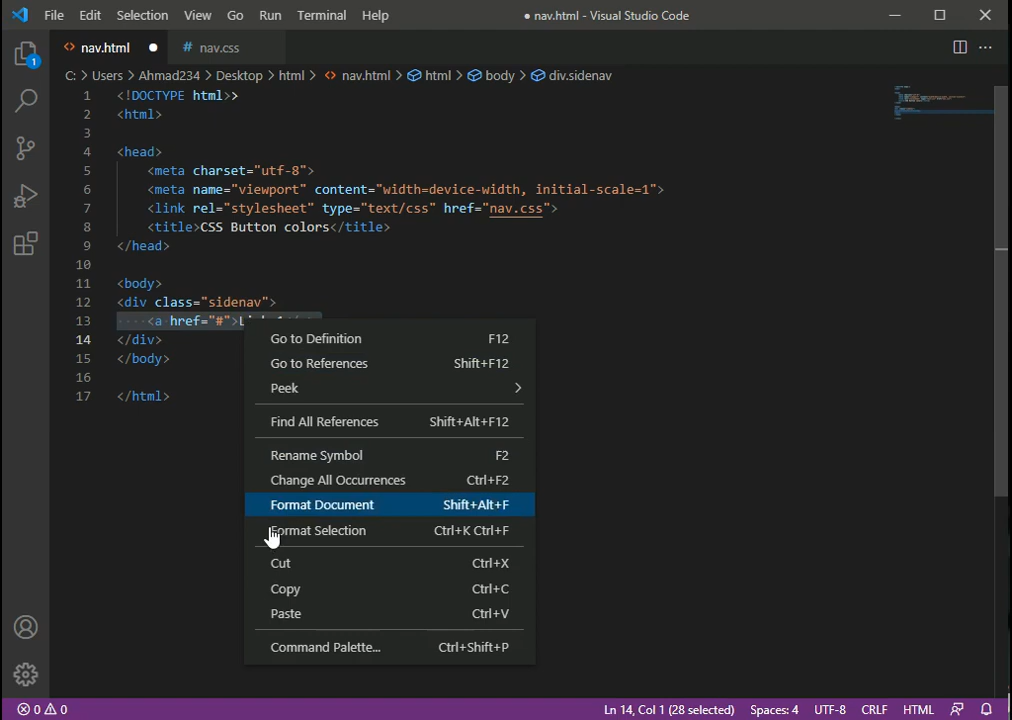 File Edit Selection View Go Run Terminal Help ● nav.html - Visual Studio Code
<> nav.html ● # nav.css
1
C: > Users > Ahmad234 > Desktop > html > <> nav.html > html > body > div.sidenav
1 <!DOCTYPE html>>
2 <html>
3
4 <head>
5 <meta charset="utf-8">
6 <meta name="viewport" content="width=device-width, initial-scale=1">
7 <link rel="stylesheet" type="text/css" href="nav.css">
8 <title>CSS Button colors</title>
9 </head>
10
11 <body>
12 <div class="sidenav">
13 <a href="#">
14 </div>
15 </body>
16
17 </html>
Go to Definition F12
Go to References Shift+F12
Peek >
Find All References Shift+Alt+F12
Rename Symbol F2
Change All Occurrences Ctrl+F2
Format Document Shift+Alt+F
Format Selection Ctrl+K Ctrl+F
Cut Ctrl+X
Copy Ctrl+C
Paste Ctrl+V
Command Palette... Ctrl+Shift+P
0 0 Ln 14, Col 1 (28 selected) Spaces: 4 UTF-8 CRLF HTML